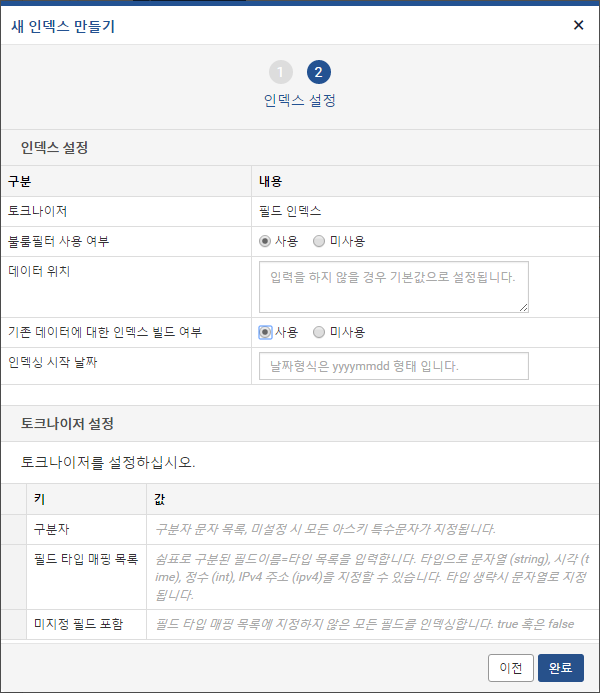 새 인덱스 만들기
×
1 2
인덱스 설정
인덱스 설정
구분 내용
토크나이저 필드 인덱스
불룸필터 사용 여부 사용 미사용
데이터 위치 입력을 하지 않을 경우 기본값으로 설정됩니다.
기존 데이터에 대한 인덱스 빌드 여부 사용 미사용
인덱싱 시작 날짜 날짜형식은 yyyymmdd 형태 입니다.
토크나이저 설정
토크나이저를 설정하십시오.
키 값
구분자 구분자 문자 목록, 미설정 시 모든 아스키 특수문자가 지정됩니다.
필드 타입 매핑 목록 쉼표로 구분된 필드이름=타입 목록을 입력합니다. 타입으로 문자열 (string), 시각 (t
ime), 정수 (int), IPv4 주소 (ipv4)을 지정할 수 있습니다. 타입 생략시 문자열로 지정
됩니다.
미지정 필드 포함 필드 타입 매핑 목록에 지정하지 않은 모든 필드를 인덱싱합니다. true 혹은 false
이전 완료